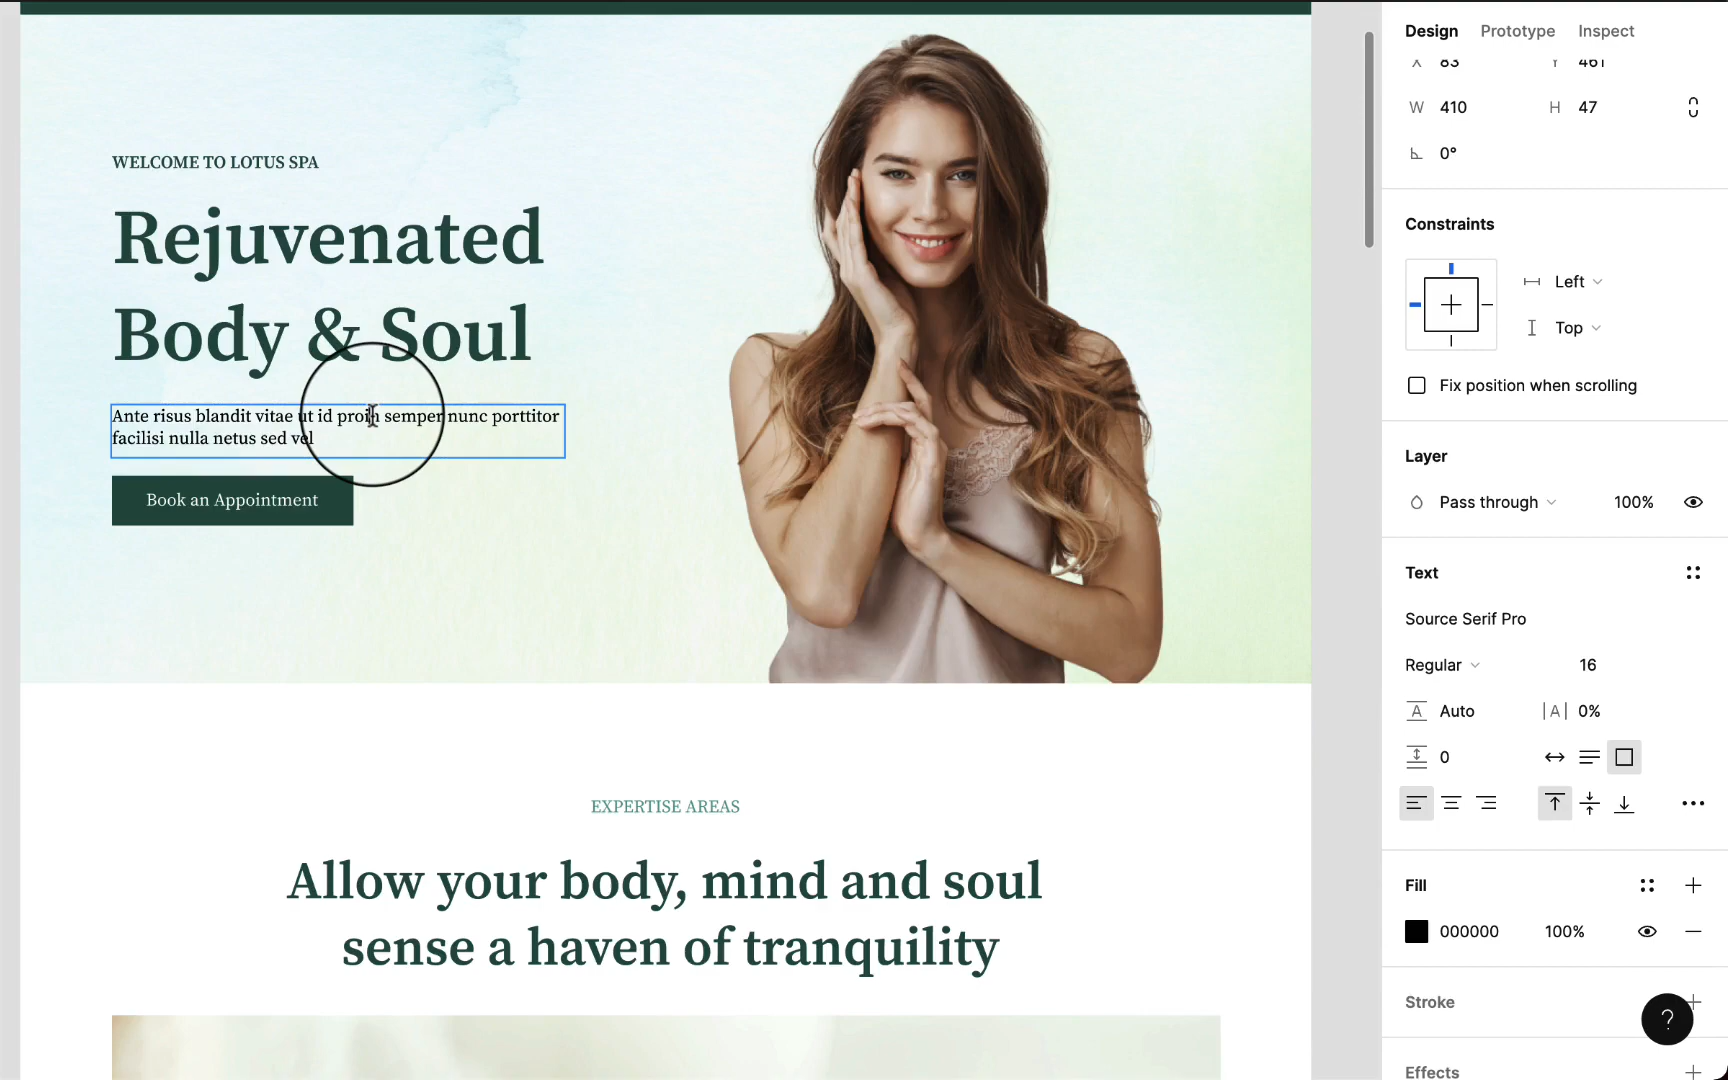 Design Prototype Inspect
X 83 Y 461
W 410 H 47
0°
Constraints
Left
Top
Fix position when scrolling
Layer
Pass through 100%
Text
Source Serif Pro
Regular 16
A Auto |A| 0%
0
Fill
000000 100%
Stroke
?
Effects
WELCOME TO LOTUS SPA
Rejuvenated
Body & Soul
Ante risus blandit vitae ut id proin semper nunc porttitor
facilisi nulla netus sed vel
Book an Appointment
EXPERTISE AREAS
Allow your body, mind and soul
sense a haven of tranquility